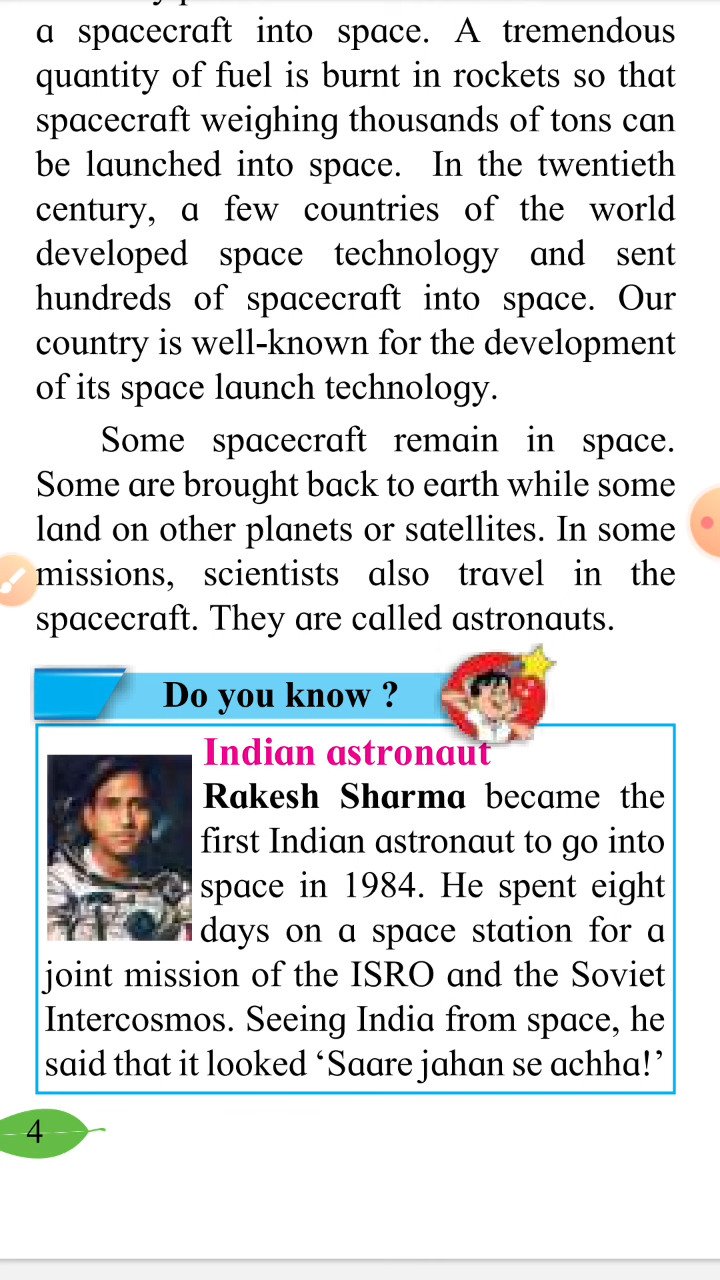 a spacecraft into space. A tremendous
quantity of fuel is burnt in rockets so that
spacecraft weighing thousands of tons can
be launched into space. In the twentieth
century, a few countries of the world
developed space technology and sent
hundreds of spacecraft into space. Our
country is well-known for the development
of its space launch technology.
Some spacecraft remain in space.
Some are brought back to earth while some
land on other planets or satellites. In some
missions, scientists also travel in the
spacecraft. They are called astronauts.
Do you know ?
Indian astronaut
Rakesh Sharma became the
first Indian astronaut to go into
space in 1984. He spent eight
days on a space station for a
joint mission of the ISRO and the Soviet
Intercosmos. Seeing India from space, he
said that it looked ‘Saare jahan se achha!’
4